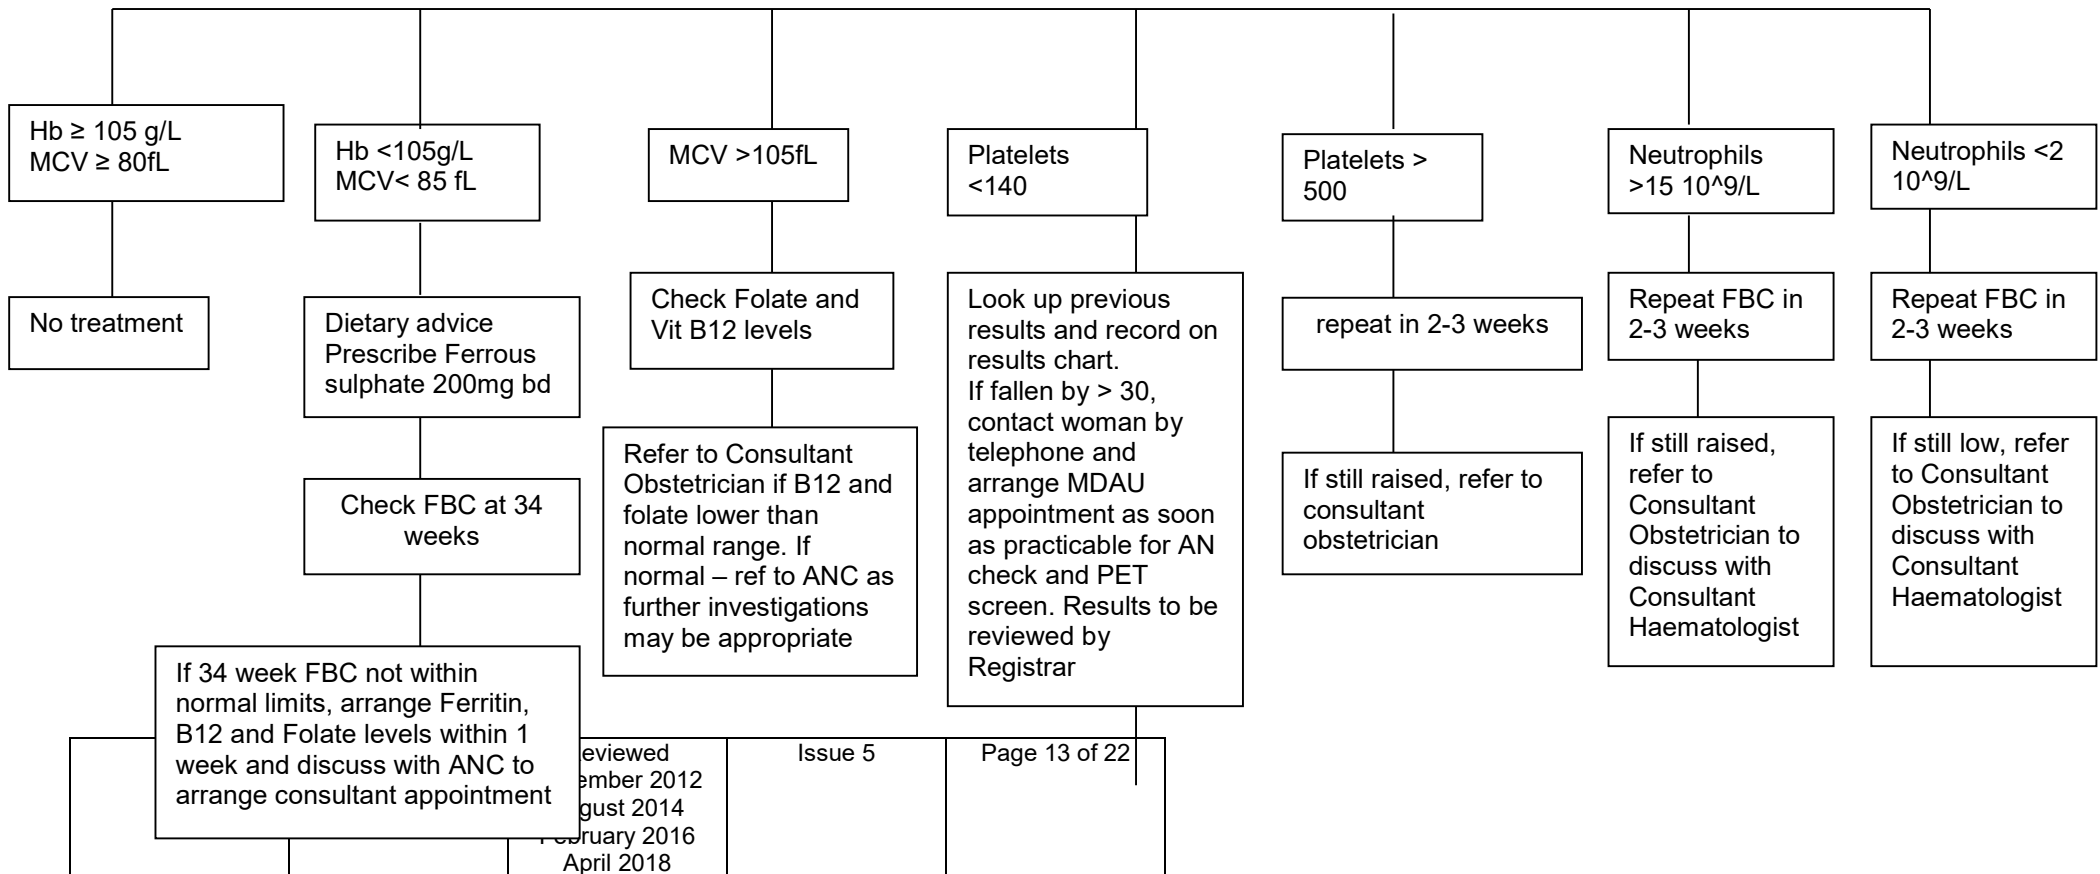 Hb ≥ 105 g/L
MCV ≥ 80fL
No treatment
Hb <105g/L
MCV< 85 fL
Dietary advice
Prescribe Ferrous
sulphate 200mg bd
Check FBC at 34
weeks
If 34 week FBC not within
normal limits, arrange Ferritin,
B12 and Folate levels within 1
week and discuss with ANC to
arrange consultant appointment
MCV >105fL
Check Folate and
Vit B12 levels
Refer to Consultant
Obstetrician if B12 and
folate lower than
normal range. If
normal – ref to ANC as
further investigations
may be appropriate
Platelets
<140
Look up previous
results and record on
results chart.
If fallen by > 30,
contact woman by
telephone and
arrange MDAU
appointment as soon
as practicable for AN
check and PET
screen. Results to be
reviewed by
Registrar
Platelets >
500
repeat in 2-3 weeks
If still raised, refer to
consultant
obstetrician
Neutrophils
>15 10^9/L
Repeat FBC in
2-3 weeks
If still raised,
refer to
Consultant
Obstetrician to
discuss with
Consultant
Haematologist
Neutrophils <2
10^9/L
Repeat FBC in
2-3 weeks
If still low, refer
to Consultant
Obstetrician to
discuss with
Consultant
Haematologist
eviewed
ember 2012
gust 2014
February 2016
April 2018
Issue 5
Page 13 of 22